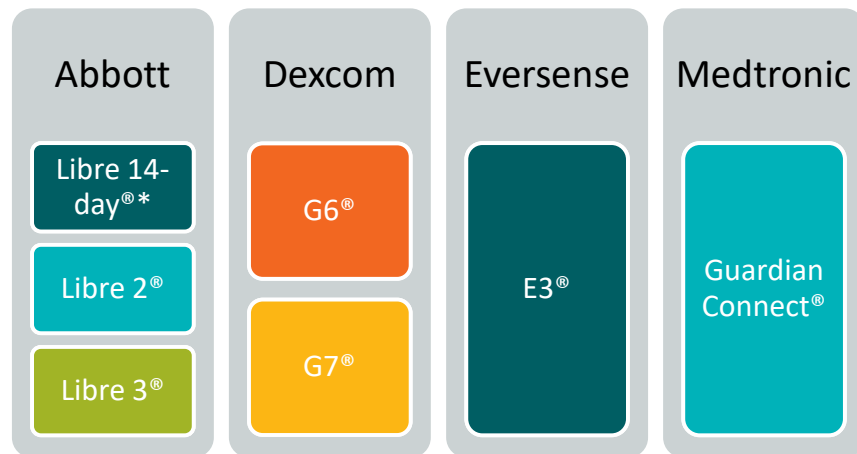 Abbott
Libre 14-
day®*
Libre 2®
Libre 3®
Dexcom
G6®
G7®
Eversense
E3®
Medtronic
Guardian
Connect®